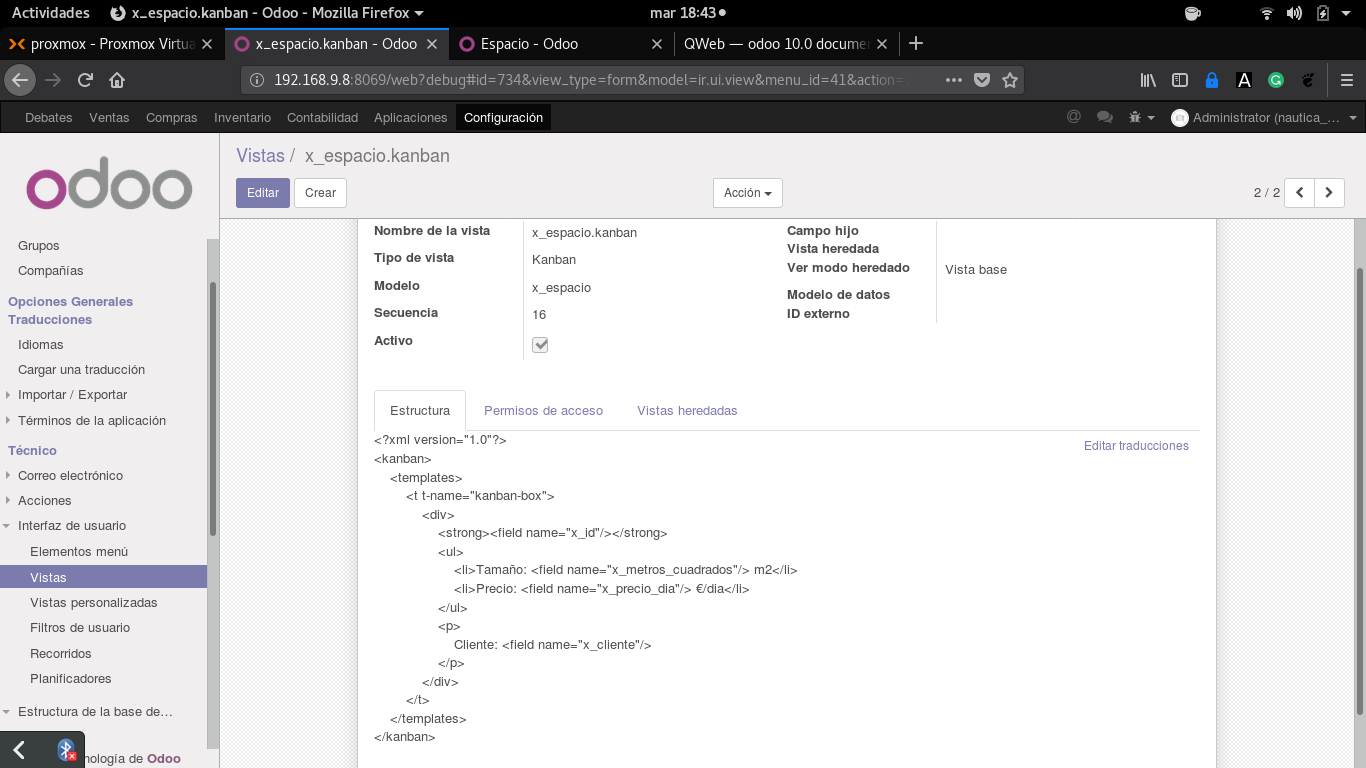 Actividades x_espacio.kanban - Odoo - Mozilla Firefox mar 18:43
proxmox - Proxmox Virtua x_espacio.kanban - Odoo Espacio - Odoo QWeb — odoo 10.0 docume
192.168.9.8:8069/web?debug#id=734&view_type=form&model=ir.ui.view&menu_id=41&action=
Debates Ventas Compras Inventario Contabilidad Aplicaciones Configuración @ Administrator (nautica_…
odoo
Vistas / x_espacio.kanban
Editar Crear Acción 2 / 2
Grupos
Compañías
Opciones Generales
Traducciones
Idiomas
Cargar una traducción
Importar / Exportar
Términos de la aplicación
Técnico
Correo electrónico
Acciones
Interfaz de usuario
Elementos menú
Vistas
Vistas personalizadas
Filtros de usuario
Recorridos
Planificadores
Estructura de la base de…
nología de Odoo
Nombre de la vista x_espacio.kanban
Tipo de vista Kanban
Modelo x_espacio
Secuencia 16
Activo
Campo hijo
Vista heredada
Ver modo heredado Vista base
Modelo de datos
ID externo
Estructura Permisos de acceso Vistas heredadas
Editar traducciones
<?xml version="1.0"?>
<kanban>
<templates>
<t t-name="kanban-box">
<div>
<strong><field name="x_id"/></strong>
<ul>
<li>Tamaño: <field name="x_metros_cuadrados"/> m2</li>
<li>Precio: <field name="x_precio_dia"/> €/dia</li>
</ul>
<p>
Cliente: <field name="x_cliente"/>
</p>
</div>
</t>
</templates>
</kanban>